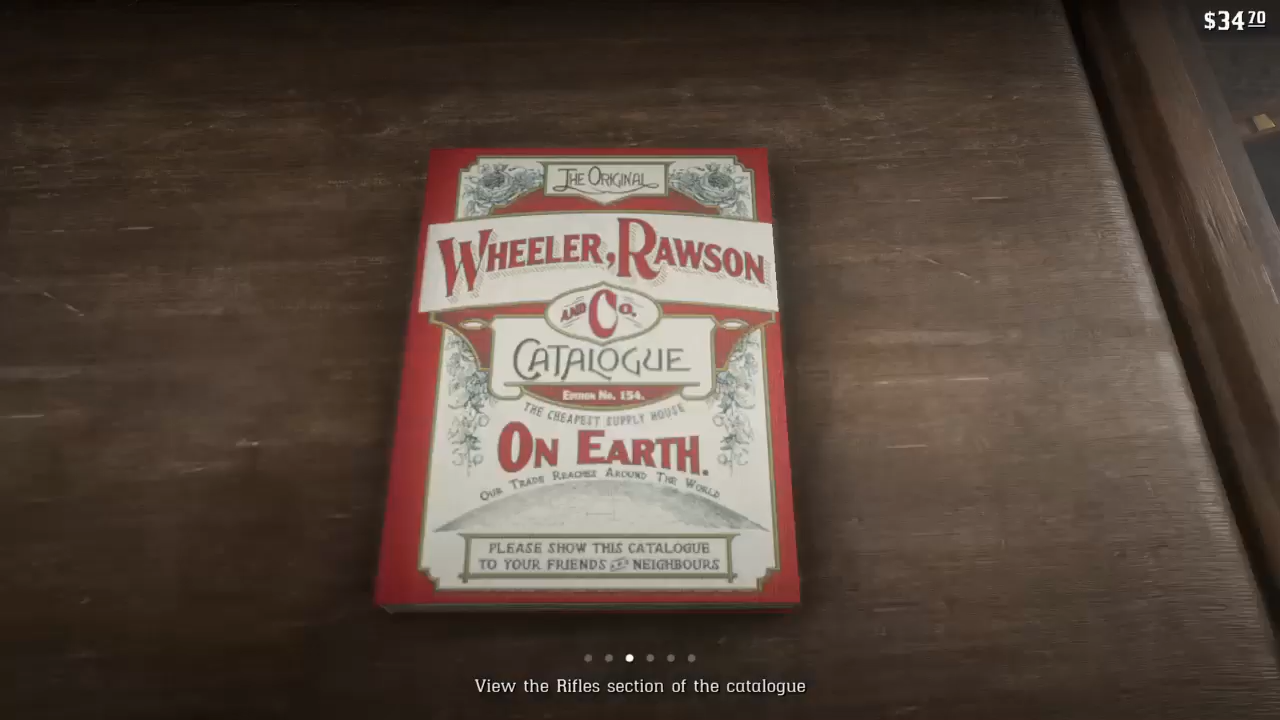 $34 70
THE ORIGINAL
WHEELER, RAWSON
AND CO.
CATALOGUE
EDITION No. 154.
THE CHEAPEST SUPPLY HOUSE
ON EARTH.
OUR TRADE REACHES AROUND THE WORLD
PLEASE SHOW THIS CATALOGUE
TO YOUR FRIENDS AND NEIGHBOURS
View the Rifles section of the catalogue